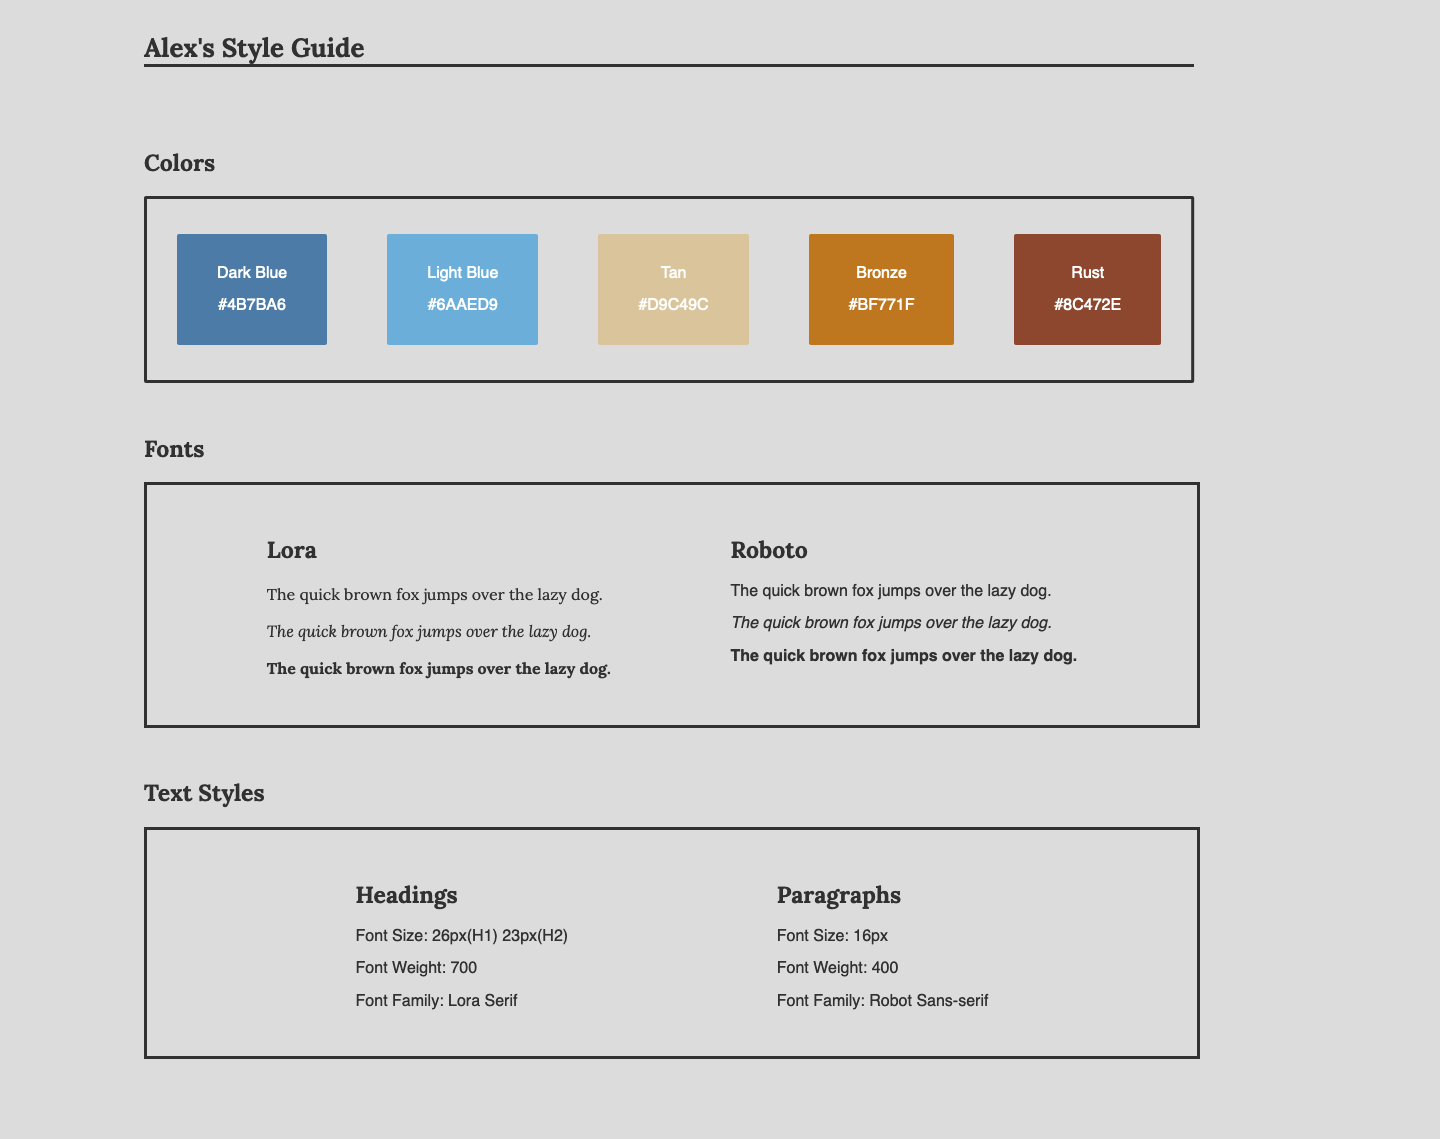 Alex's Style Guide
Colors
Dark Blue
#4B7BA6
Light Blue
#6AAED9
Tan
#D9C49C
Bronze
#BF771F
Rust
#8C472E
Fonts
Lora
The quick brown fox jumps over the lazy dog.
The quick brown fox jumps over the lazy dog.
The quick brown fox jumps over the lazy dog.
Roboto
The quick brown fox jumps over the lazy dog.
The quick brown fox jumps over the lazy dog.
The quick brown fox jumps over the lazy dog.
Text Styles
Headings
Font Size: 26px(H1) 23px(H2)
Font Weight: 700
Font Family: Lora Serif
Paragraphs
Font Size: 16px
Font Weight: 400
Font Family: Robot Sans-serif